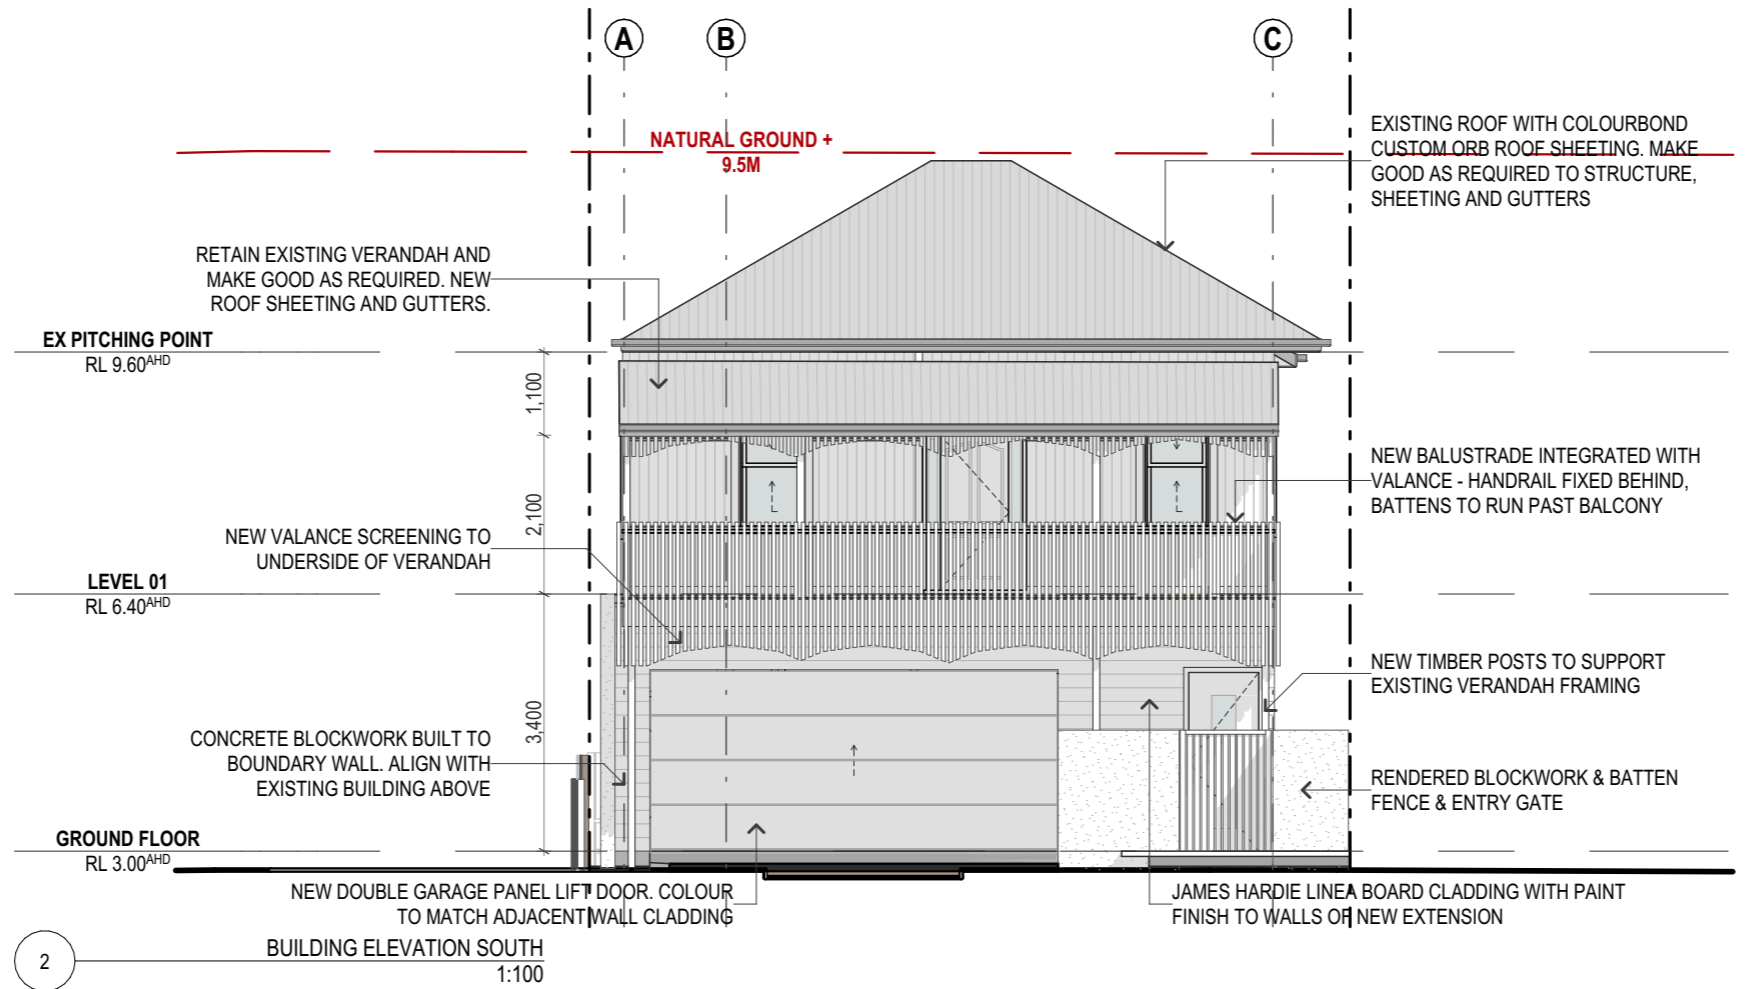 A
B
C
NATURAL GROUND +
9.5M
EXISTING ROOF WITH COLOURBOND
CUSTOM ORB ROOF SHEETING. MAKE
GOOD AS REQUIRED TO STRUCTURE,
SHEETING AND GUTTERS
RETAIN EXISTING VERANDAH AND
MAKE GOOD AS REQUIRED. NEW
ROOF SHEETING AND GUTTERS.
EX PITCHING POINT
RL 9.60AHD
1,100
NEW BALUSTRADE INTEGRATED WITH
VALANCE - HANDRAIL FIXED BEHIND,
BATTENS TO RUN PAST BALCONY
2,100
NEW VALANCE SCREENING TO
UNDERSIDE OF VERANDAH
LEVEL 01
RL 6.40AHD
NEW TIMBER POSTS TO SUPPORT
EXISTING VERANDAH FRAMING
3,400
CONCRETE BLOCKWORK BUILT TO
BOUNDARY WALL. ALIGN WITH
EXISTING BUILDING ABOVE
RENDERED BLOCKWORK & BATTEN
FENCE & ENTRY GATE
GROUND FLOOR
RL 3.00AHD
NEW DOUBLE GARAGE PANEL LIFT DOOR. COLOUR
TO MATCH ADJACENT WALL CLADDING
JAMES HARDIE LINEA BOARD CLADDING WITH PAINT
FINISH TO WALLS OF NEW EXTENSION
2
BUILDING ELEVATION SOUTH
1:100